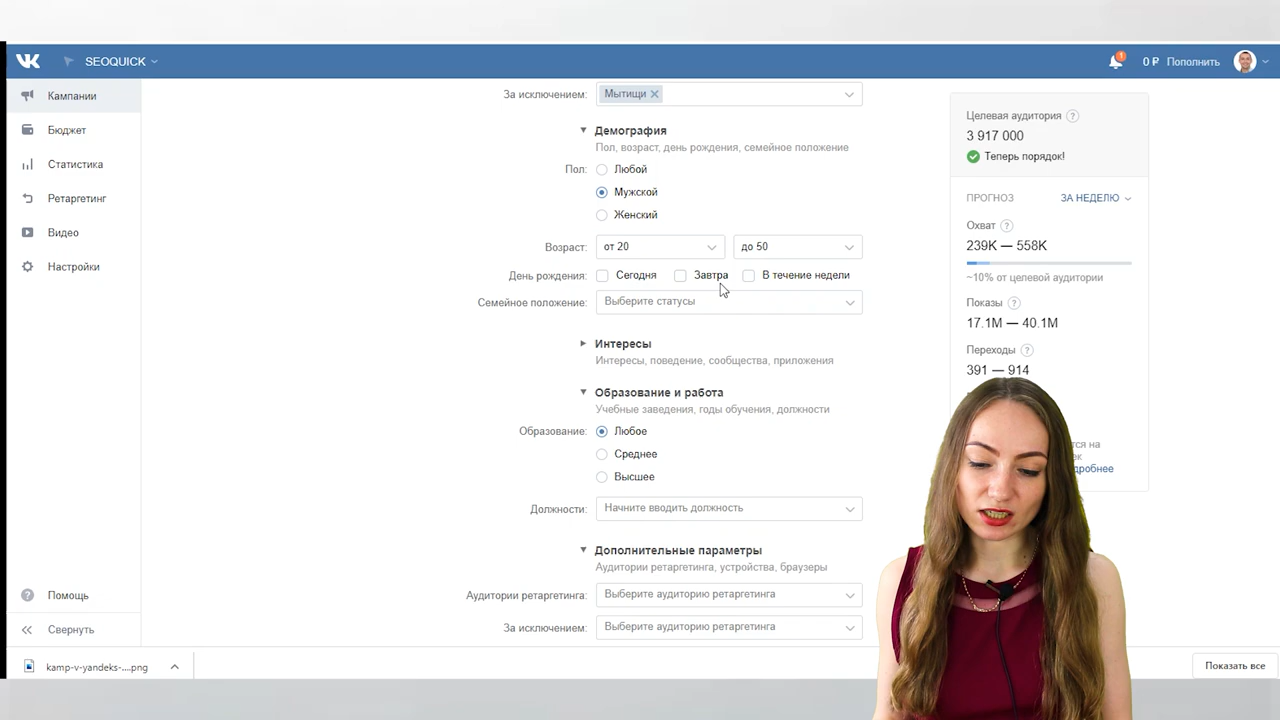 VK SEOQUICK 1 0 ₽ Пополнить
Кампании
Бюджет
Статистика
Ретаргетинг
Видео
Настройки
Помощь
Свернуть
За исключением: Мытищи
Демография
Пол, возраст, день рождения, семейное положение
Пол: Любой
Мужской
Женский
Возраст: от 20 до 50
День рождения: Сегодня Завтра В течение недели
Семейное положение: Выберите статусы
Интересы
Интересы, поведение, сообщества, приложения
Образование и работа
Учебные заведения, годы обучения, должности
Образование: Любое
Среднее
Высшее
Должности: Начните вводить должность
Дополнительные параметры
Аудитории ретаргетинга, устройства, браузеры
Аудитории ретаргетинга: Выберите аудиторию ретаргетинга
За исключением: Выберите аудиторию ретаргетинга
Целевая аудитория ?
3 917 000
Теперь порядок!
ПРОГНОЗ ЗА НЕДЕЛЮ
Охват ?
239K — 558K
~10% от целевой аудитории
Показы ?
17.1M — 40.1M
Переходы ?
391 — 914
kamp-v-yandeks-....png
Показать все